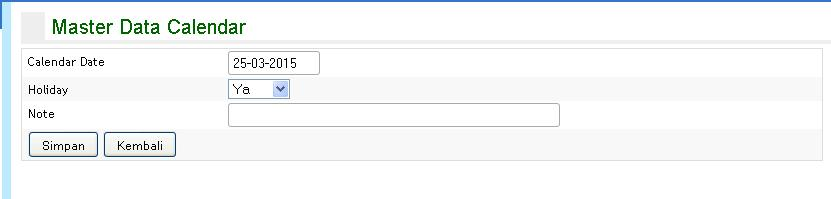 Master Data Calendar
Calendar Date 25-03-2015
Holiday Ya
Note
Simpan Kembali